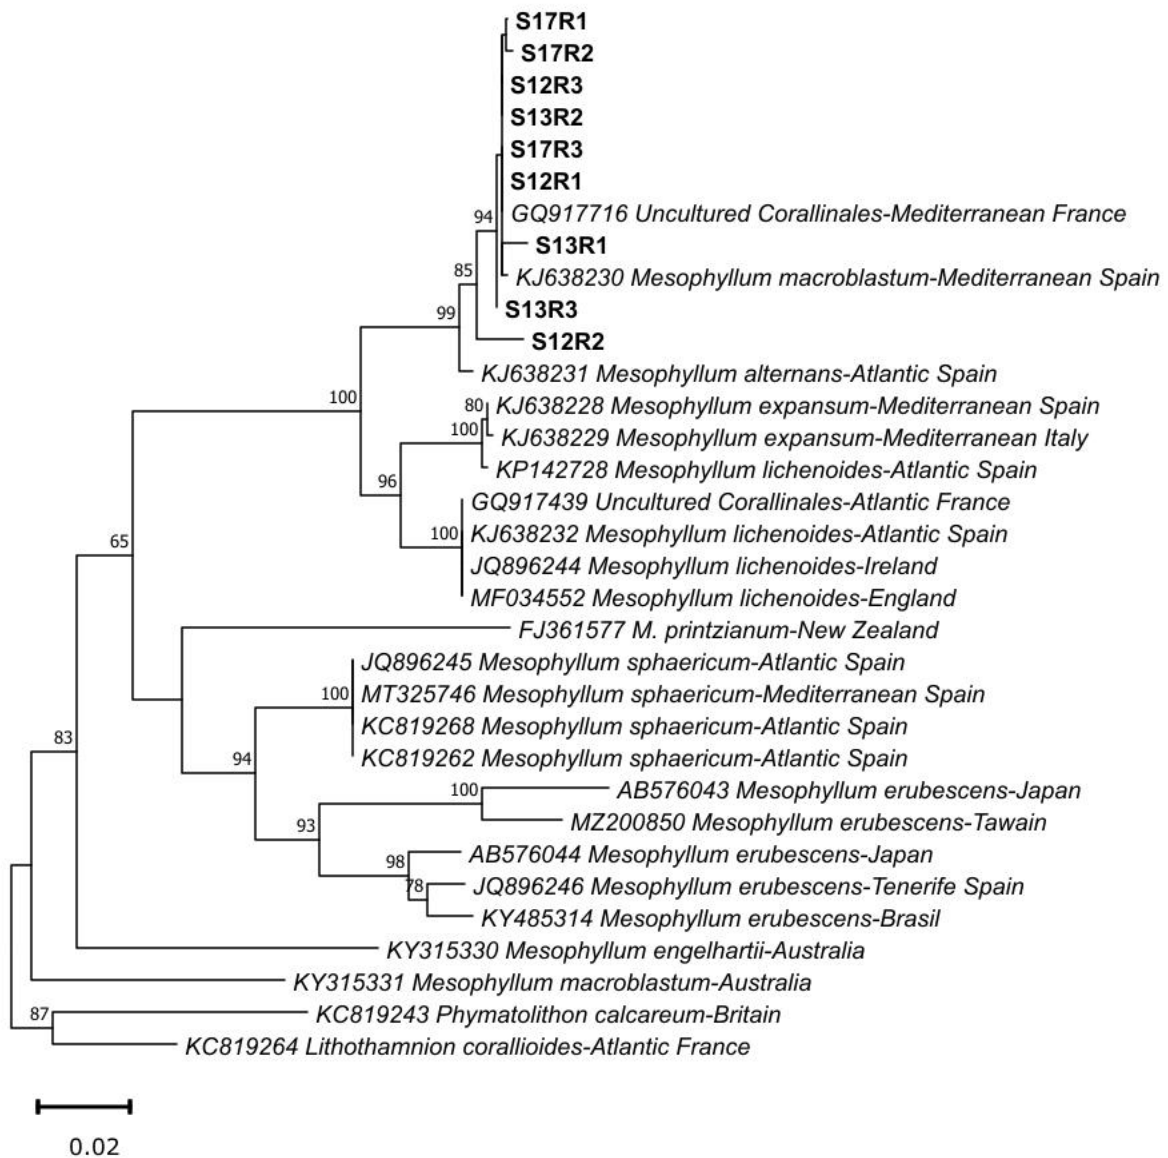 S17R1
S17R2
S12R3
S13R2
S17R3
S12R1
94
GQ917716 Uncultured Corallinales-Mediterranean France
S13R1
85
KJ638230 Mesophyllum macroblastum-Mediterranean Spain
S13R3
99
S12R2
KJ638231 Mesophyllum alternans-Atlantic Spain
100
80
KJ638228 Mesophyllum expansum-Mediterranean Spain
100
KJ638229 Mesophyllum expansum-Mediterranean Italy
KP142728 Mesophyllum lichenoides-Atlantic Spain
96
GQ917439 Uncultured Corallinales-Atlantic France
100
KJ638232 Mesophyllum lichenoides-Atlantic Spain
65
JQ896244 Mesophyllum lichenoides-Ireland
MF034552 Mesophyllum lichenoides-England
FJ361577 M. printzianum-New Zealand
JQ896245 Mesophyllum sphaericum-Atlantic Spain
100
MT325746 Mesophyllum sphaericum-Mediterranean Spain
KC819268 Mesophyllum sphaericum-Atlantic Spain
83
94
KC819262 Mesophyllum sphaericum-Atlantic Spain
100
AB576043 Mesophyllum erubescens-Japan
93
MZ200850 Mesophyllum erubescens-Tawain
98
AB576044 Mesophyllum erubescens-Japan
78
JQ896246 Mesophyllum erubescens-Tenerife Spain
KY485314 Mesophyllum erubescens-Brasil
KY315330 Mesophyllum engelhartii-Australia
KY315331 Mesophyllum macroblastum-Australia
87
KC819243 Phymatolithon calcareum-Britain
KC819264 Lithothamnion corallioides-Atlantic France
0.02